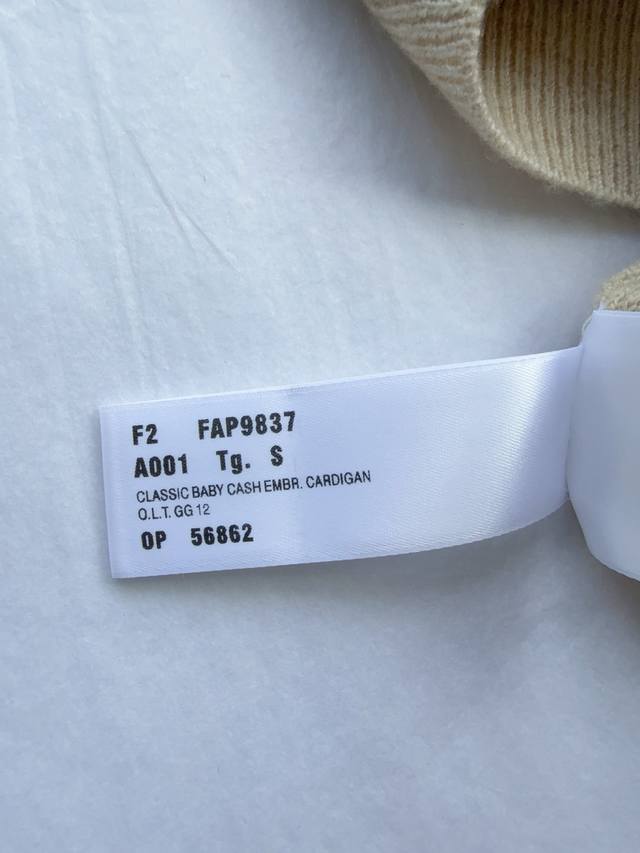 F2 FAP9837
A001 Tg. S
CLASSIC BABY CASH EMBR. CARDIGAN
O.L.T. GG 12
OP 56862